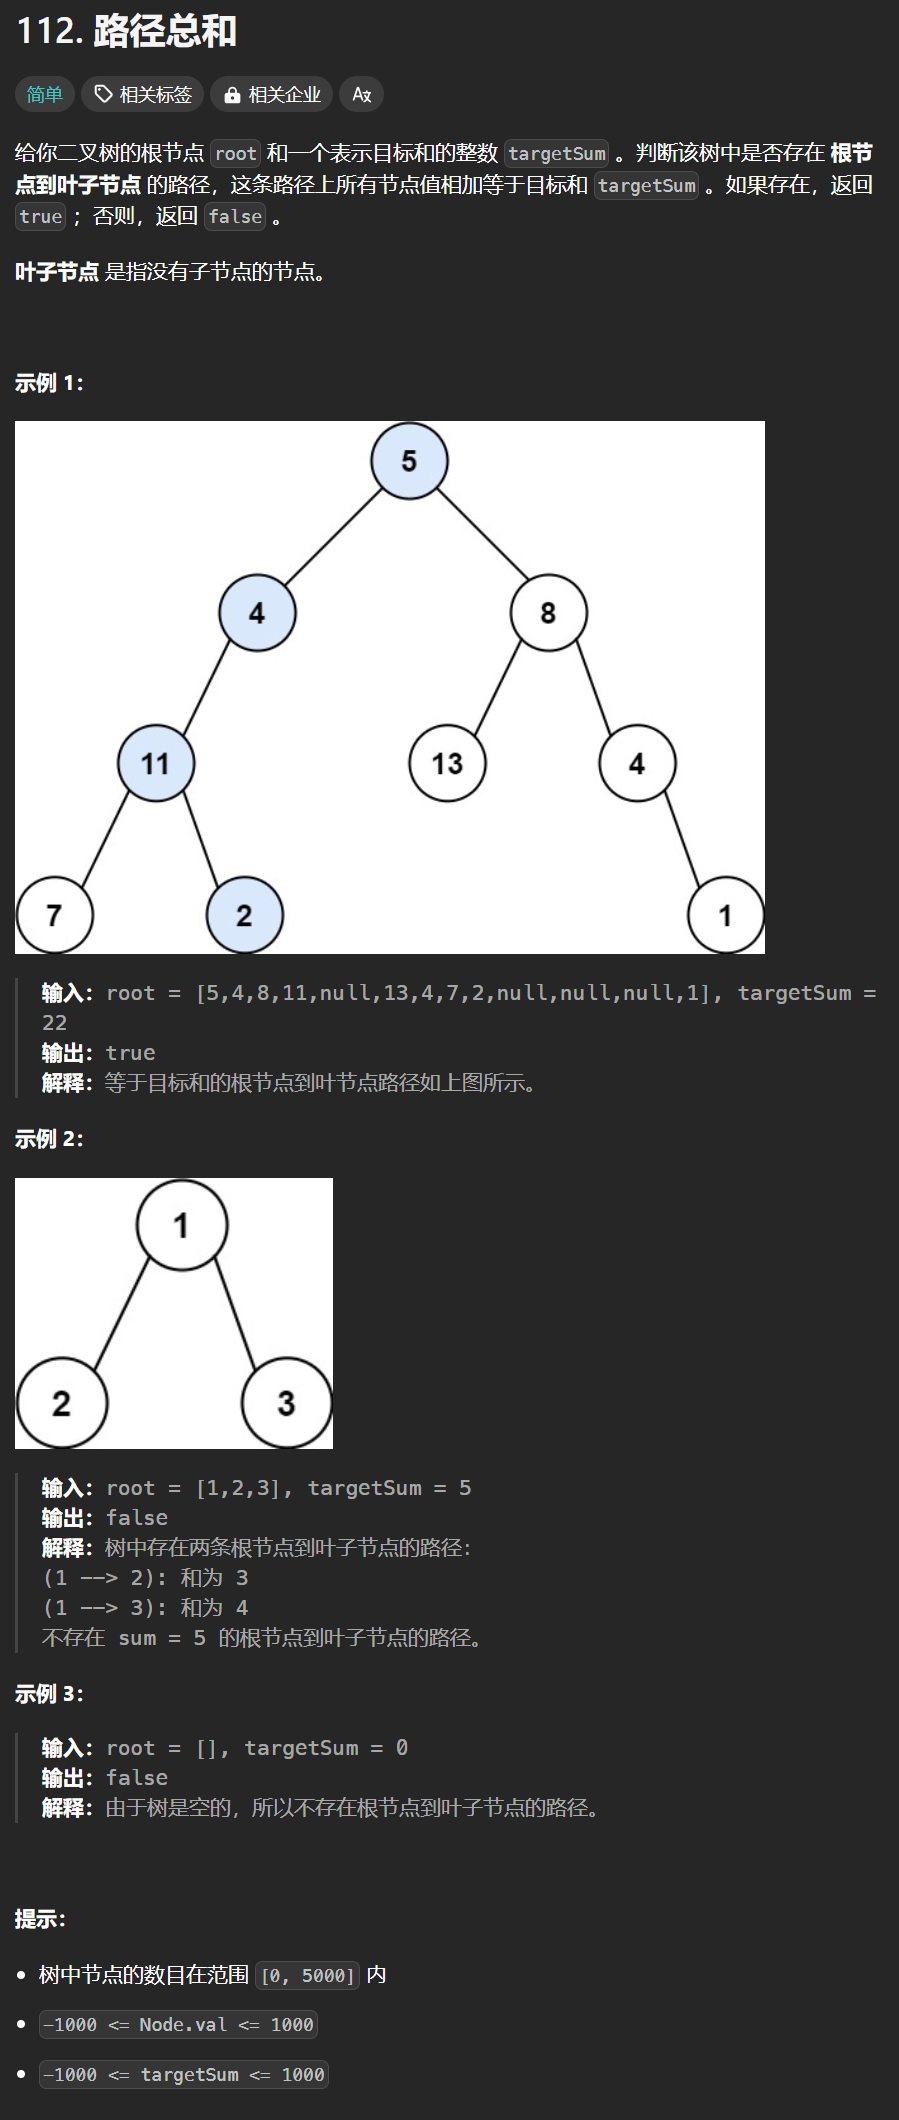 112. 路径总和
简单 相关标签 相关企业
给你二叉树的根节点 root 和一个表示目标和的整数 targetSum 。判断该树中是否存在 根节
点到叶子节点 的路径，这条路径上所有节点值相加等于目标和 targetSum 。如果存在，返回
true ；否则，返回 false 。
叶子节点 是指没有子节点的节点。
示例 1：
5
4 8
11 13 4
7 2 1
输入：root = [5,4,8,11,null,13,4,7,2,null,null,null,1], targetSum =
22
输出：true
解释：等于目标和的根节点到叶节点路径如上图所示。
示例 2：
1
2 3
输入：root = [1,2,3], targetSum = 5
输出：false
解释：树中存在两条根节点到叶子节点的路径：
(1 --> 2): 和为 3
(1 --> 3): 和为 4
不存在 sum = 5 的根节点到叶子节点的路径。
示例 3：
输入：root = [], targetSum = 0
输出：false
解释：由于树是空的，所以不存在根节点到叶子节点的路径。
提示：
• 树中节点的数目在范围 [0, 5000] 内
• -1000 <= Node.val <= 1000
• -1000 <= targetSum <= 1000